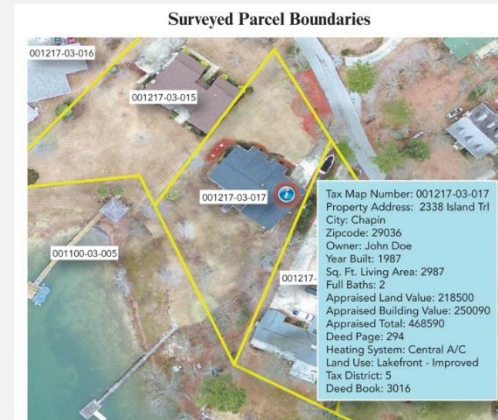 Surveyed Parcel Boundaries
001217-03-016
001217-03-015
001217-03-017
001100-03-005
001217-
Tax Map Number: 001217-03-017
Property Address: 2338 Island Trl
City: Chapin
Zipcode: 29036
Owner: John Doe
Year Built: 1987
Sq. Ft. Living Area: 2987
Full Baths: 2
Appraised Land Value: 218500
Appraised Building Value: 250090
Appraised Total: 468590
Deed Page: 294
Heating System: Central A/C
Land Use: Lakefront - Improved
Tax District: 5
Deed Book: 3016